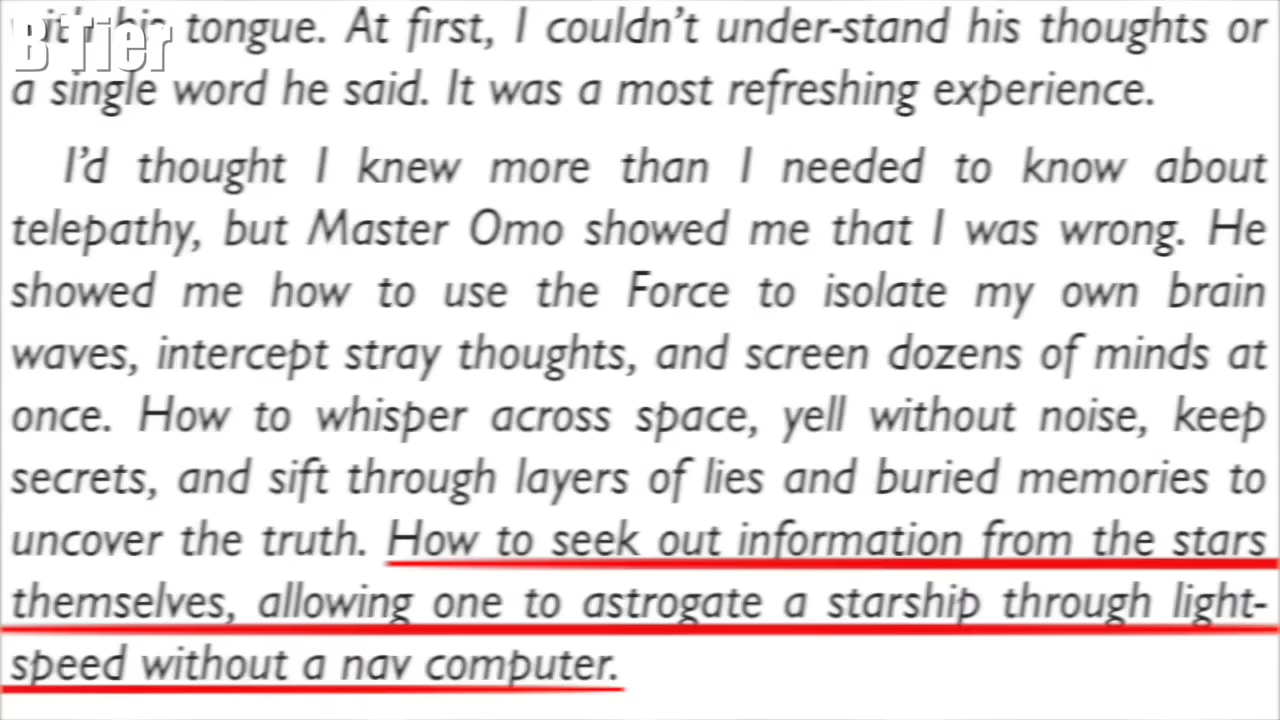 B Tier
tongue. At first, I couldn’t under-stand his thoughts or
a single word he said. It was a most refreshing experience.
I’d thought I knew more than I needed to know about
telepathy, but Master Omo showed me that I was wrong. He
showed me how to use the Force to isolate my own brain
waves, intercept stray thoughts, and screen dozens of minds at
once. How to whisper across space, yell without noise, keep
secrets, and sift through layers of lies and buried memories to
uncover the truth. How to seek out information from the stars
themselves, allowing one to astrogate a starship through light-
speed without a nav computer.